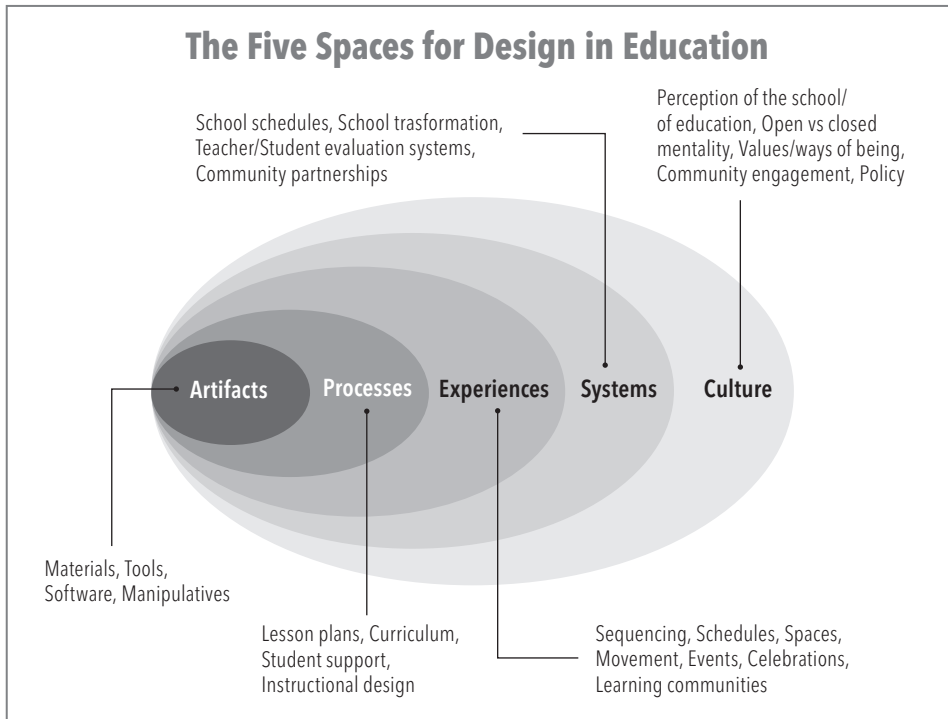 The Five Spaces for Design in Education
School schedules, School trasformation,
Teacher/Student evaluation systems,
Community partnerships
Perception of the school/
of education, Open vs closed
mentality, Values/ways of being,
Community engagement, Policy
Artifacts
Processes
Experiences
Systems
Culture
Materials, Tools,
Software, Manipulatives
Lesson plans, Curriculum,
Student support,
Instructional design
Sequencing, Schedules, Spaces,
Movement, Events, Celebrations,
Learning communities